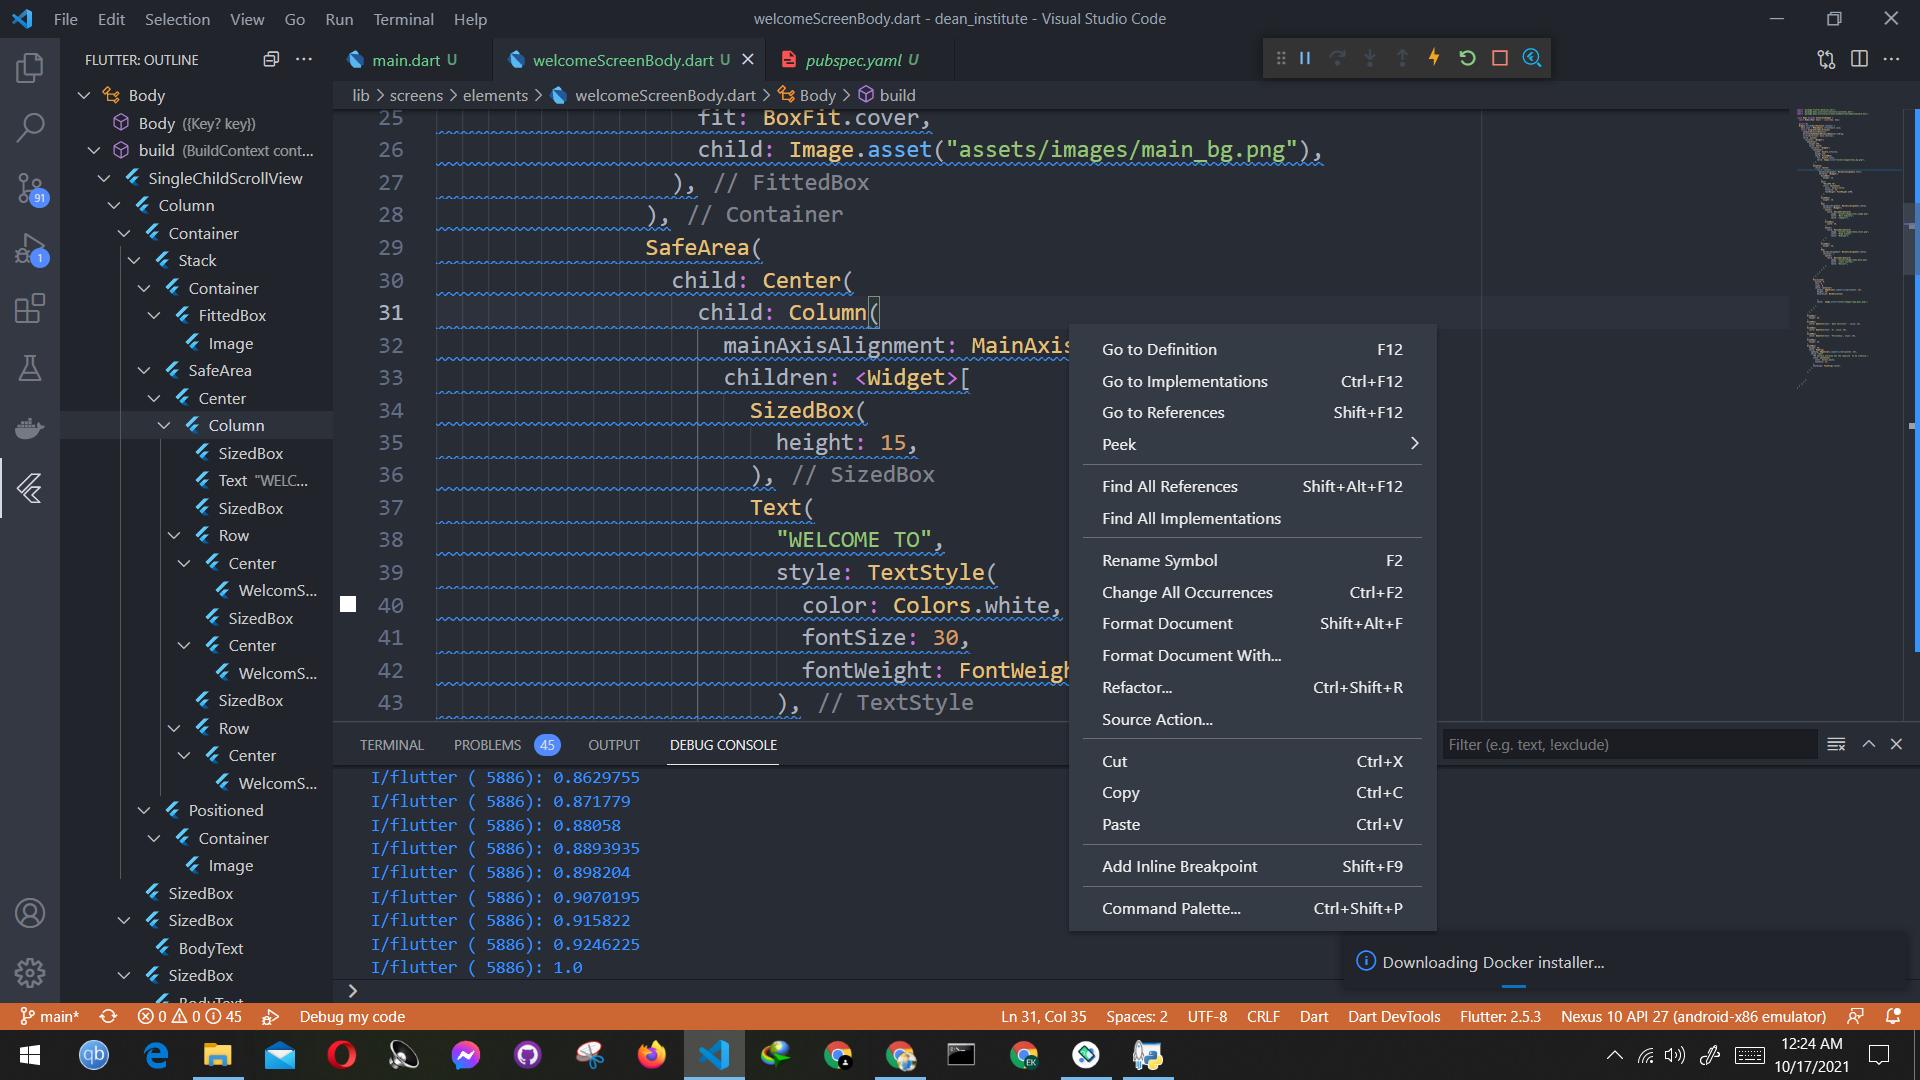 File Edit Selection View Go Run Terminal Help
welcomeScreenBody.dart - dean_institute - Visual Studio Code
FLUTTER: OUTLINE
main.dart U
welcomeScreenBody.dart U
pubspec.yaml U
lib > screens > elements > welcomeScreenBody.dart > Body > build
Body
Body ({Key? key})
build (BuildContext cont...
SingleChildScrollView
Column
Container
Stack
Container
FittedBox
Image
SafeArea
Center
Column
SizedBox
Text "WELC...
SizedBox
Row
Center
WelcomS...
SizedBox
Center
WelcomS...
SizedBox
Row
Center
WelcomS...
Positioned
Container
Image
SizedBox
SizedBox
BodyText
SizedBox
BodyText
91
1
25 fit: BoxFit.cover,
26 child: Image.asset("assets/images/main_bg.png"),
27 ), // FittedBox
28 ), // Container
29 SafeArea(
30 child: Center(
31 child: Column(
32 mainAxisAlignment: MainAxis
33 children: <Widget>[
34 SizedBox(
35 height: 15,
36 ), // SizedBox
37 Text(
38 "WELCOME TO",
39 style: TextStyle(
40 color: Colors.white,
41 fontSize: 30,
42 fontWeight: FontWeigh
43 ), // TextStyle
Go to Definition F12
Go to Implementations Ctrl+F12
Go to References Shift+F12
Peek
Find All References Shift+Alt+F12
Find All Implementations
Rename Symbol F2
Change All Occurrences Ctrl+F2
Format Document Shift+Alt+F
Format Document With...
Refactor... Ctrl+Shift+R
Source Action...
Cut Ctrl+X
Copy Ctrl+C
Paste Ctrl+V
Add Inline Breakpoint Shift+F9
Command Palette... Ctrl+Shift+P
TERMINAL PROBLEMS 45 OUTPUT DEBUG CONSOLE
Filter (e.g. text, !exclude)
I/flutter ( 5886): 0.8629755
I/flutter ( 5886): 0.871779
I/flutter ( 5886): 0.88058
I/flutter ( 5886): 0.8893935
I/flutter ( 5886): 0.898204
I/flutter ( 5886): 0.9070195
I/flutter ( 5886): 0.915822
I/flutter ( 5886): 0.9246225
I/flutter ( 5886): 1.0
Downloading Docker installer...
main* 0 0 45 Debug my code
Ln 31, Col 35 Spaces: 2 UTF-8 CRLF Dart Dart DevTools Flutter: 2.5.3 Nexus 10 API 27 (android-x86 emulator)
qb
EK
12:24 AM
10/17/2021